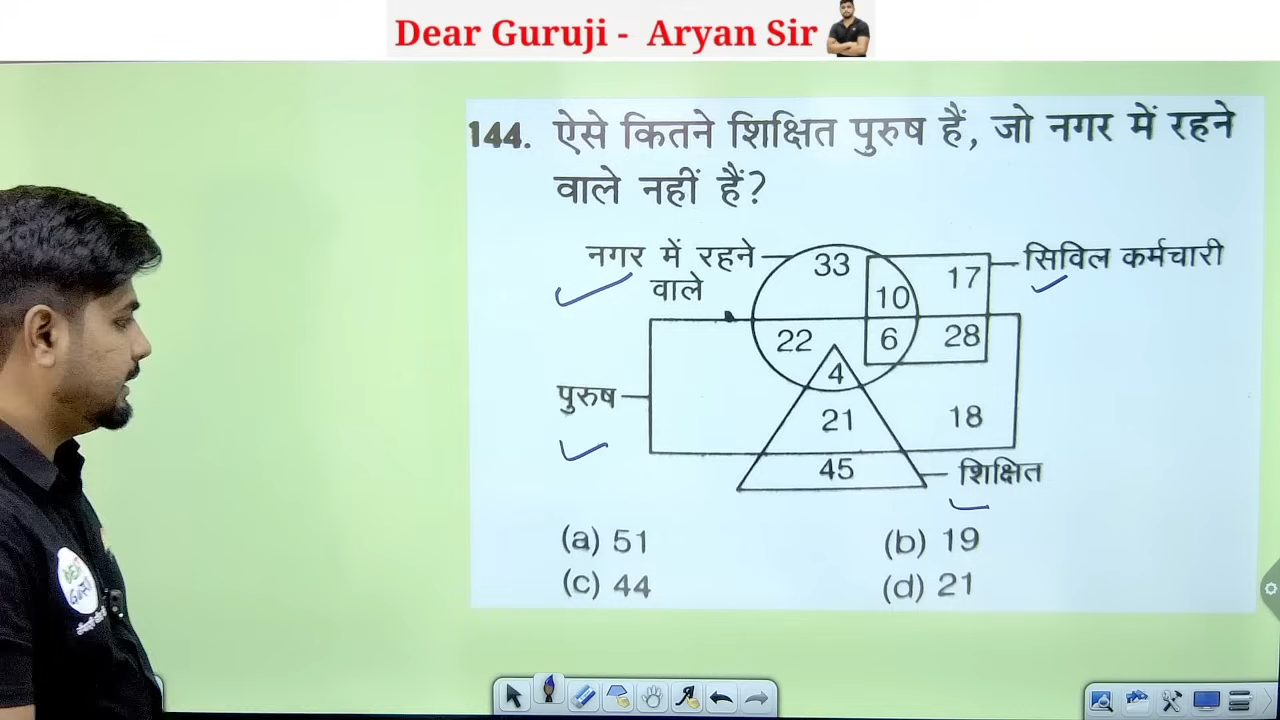 Dear Guruji - Aryan Sir
144. ऐसे कितने शिक्षित पुरुष हैं, जो नगर में रहने
वाले नहीं हैं?
नगर में रहने
वाले
33
17
सिविल कर्मचारी
10
22
6
28
4
पुरुष
21
18
45
शिक्षित
(a) 51
(b) 19
(c) 44
(d) 21